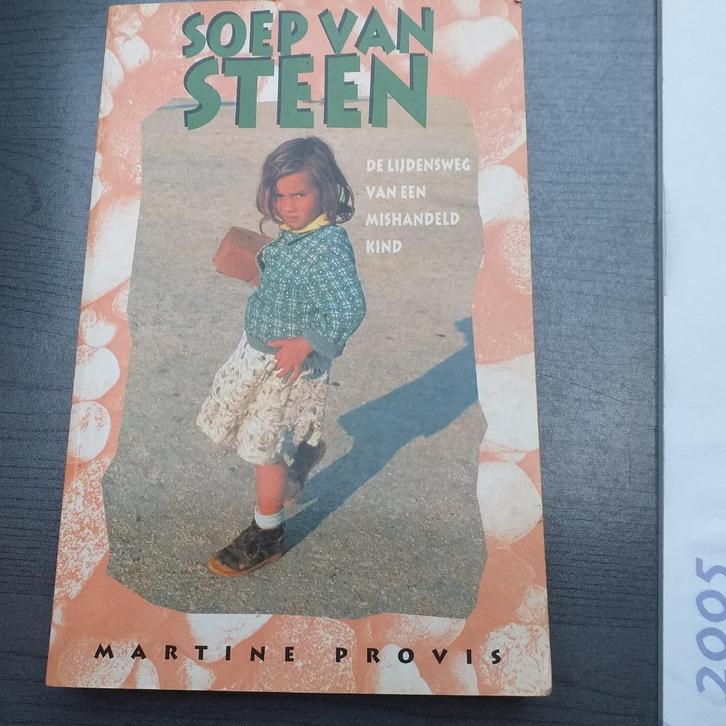 SOEP VAN
STEEN
DE LIJDENSWEG
VAN EEN
MISHANDELD
KIND
MARTINE PROVIS
2005